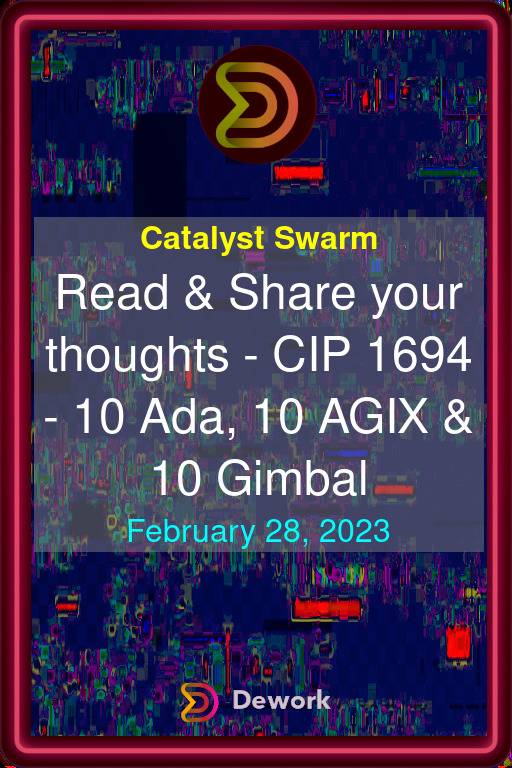 Catalyst Swarm
Read & Share your
thoughts - CIP 1694
- 10 Ada, 10 AGIX &
10 Gimbal
February 28, 2023
Dework